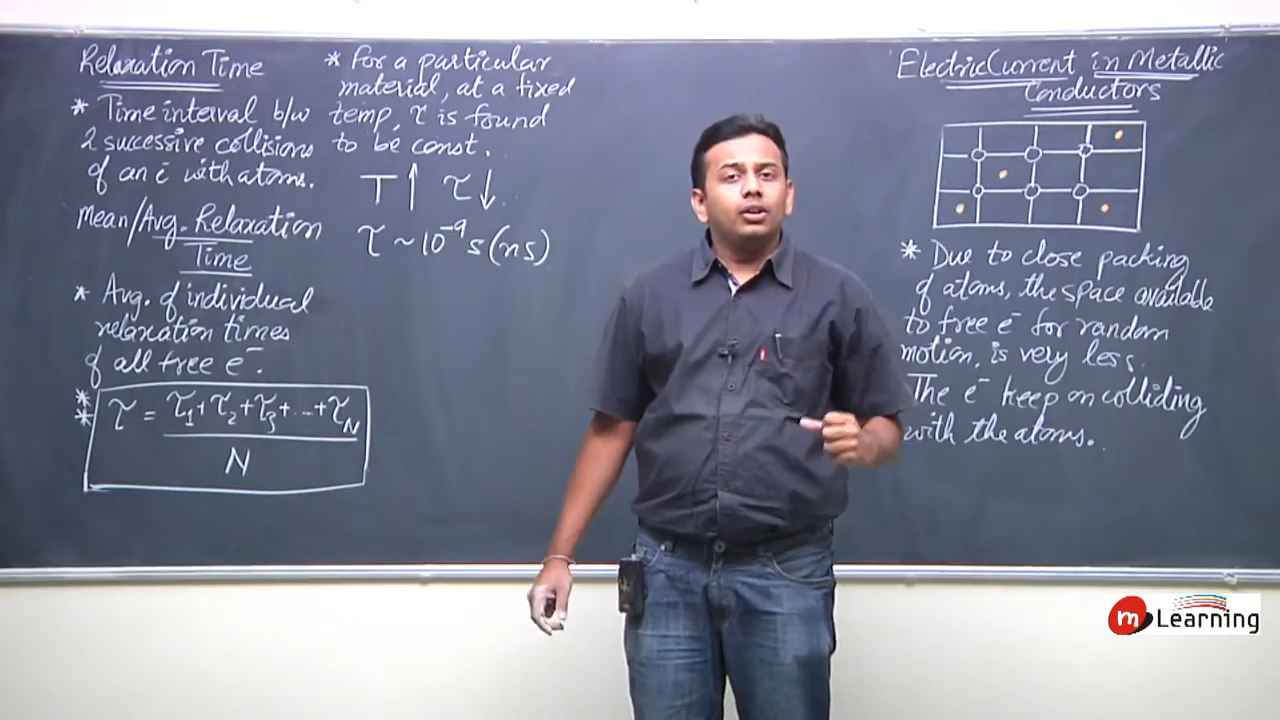 Relaxation Time
* Time interval b/w
2 successive collisions
of an e⁻ with atoms.
Mean/Avg. Relaxation
Time
* Avg. of individual
relaxation times
of all free e⁻.
** τ = τ₁+τ₂+τ₃+...+τ_N
N
* For a particular
material, at a fixed
temp, τ is found
to be const.
T↑ τ↓.
τ ~ 10⁻⁹ s (ns)
Electric Current in Metallic
Conductors
* Due to close packing
of atoms, the space available
to free e⁻ for random
motion, is very less.
The e⁻ keep on colliding
with the atoms.
m Learning